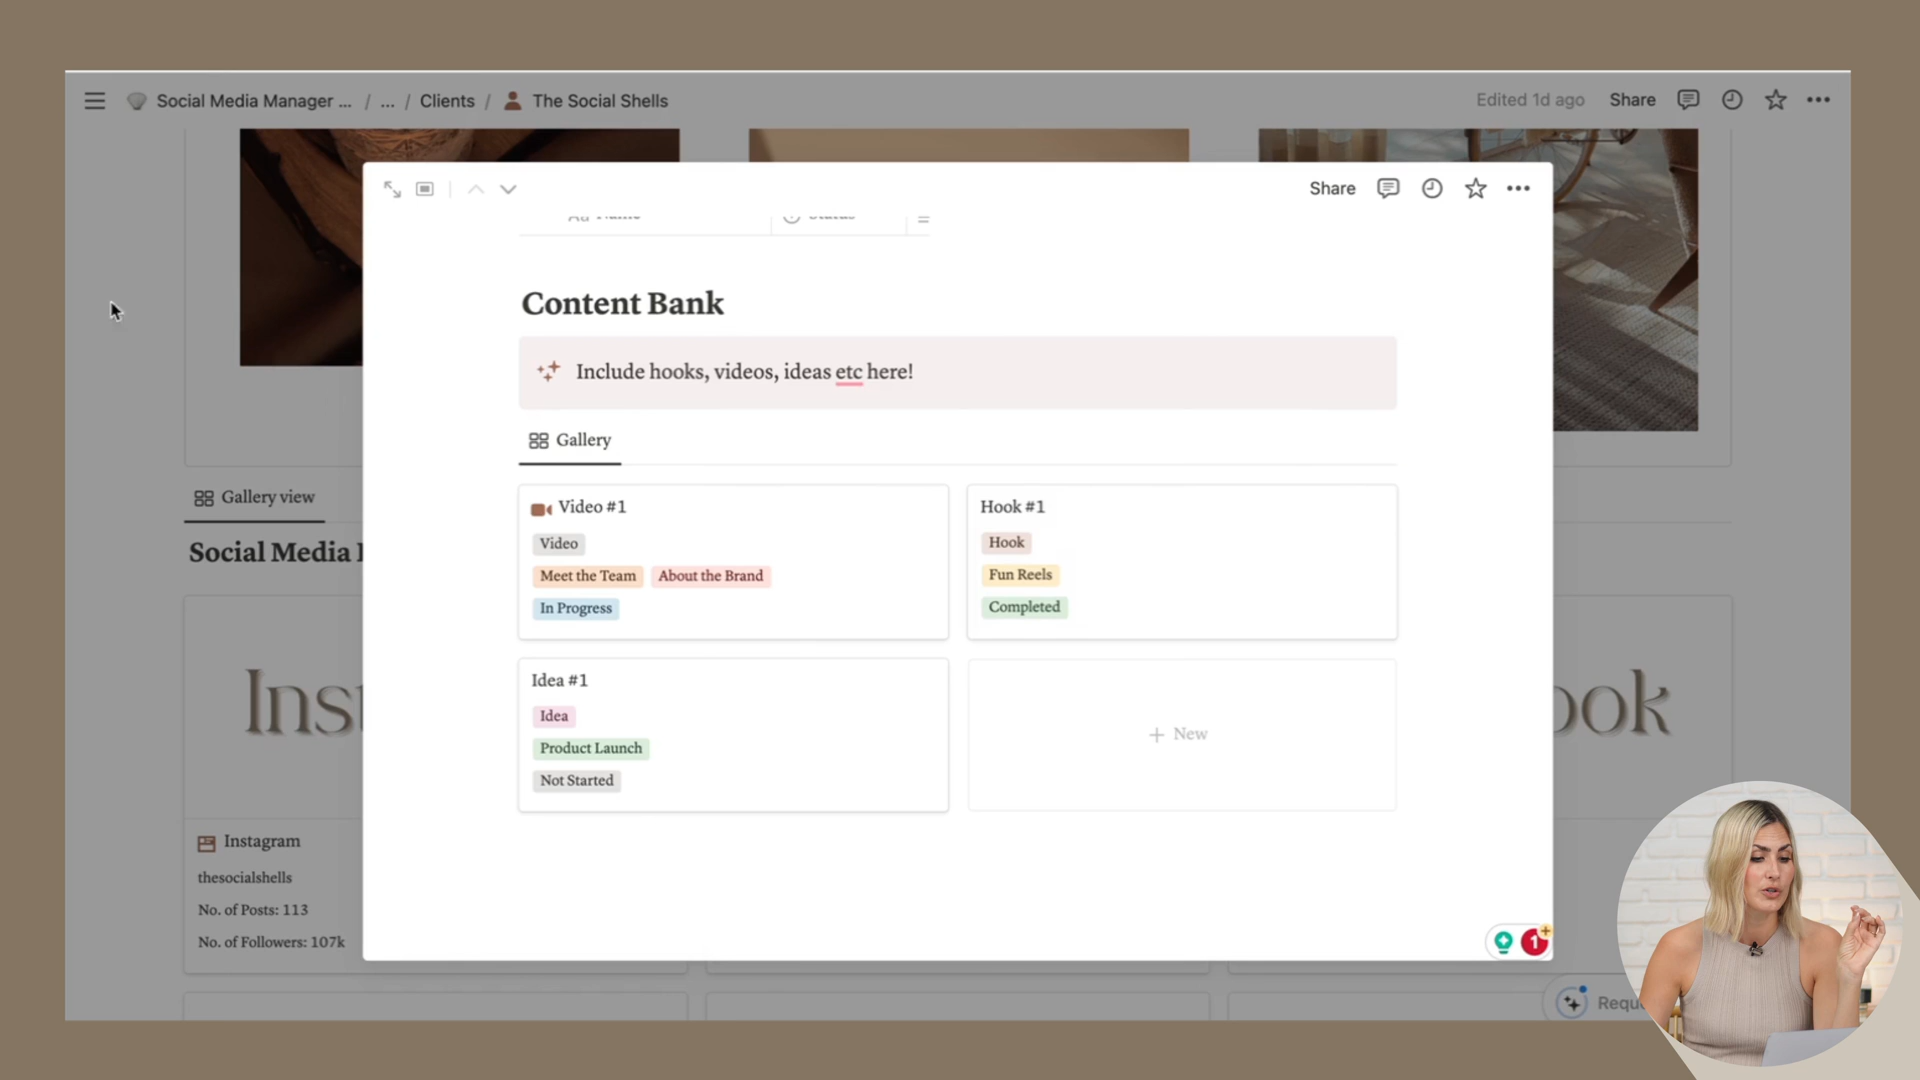 Social Media Manager ... / ... / Clients / The Social Shells
Edited 1d ago Share
Share
Content Bank
Include hooks, videos, ideas etc here!
Gallery
Gallery view
Video #1
Video
Meet the Team About the Brand
In Progress
Hook #1
Hook
Fun Reels
Completed
Social Media
Idea #1
Idea
Product Launch
Not Started
+ New
Inst
ook
Instagram
thesocialshells
No. of Posts: 113
No. of Followers: 107k
1
Requ